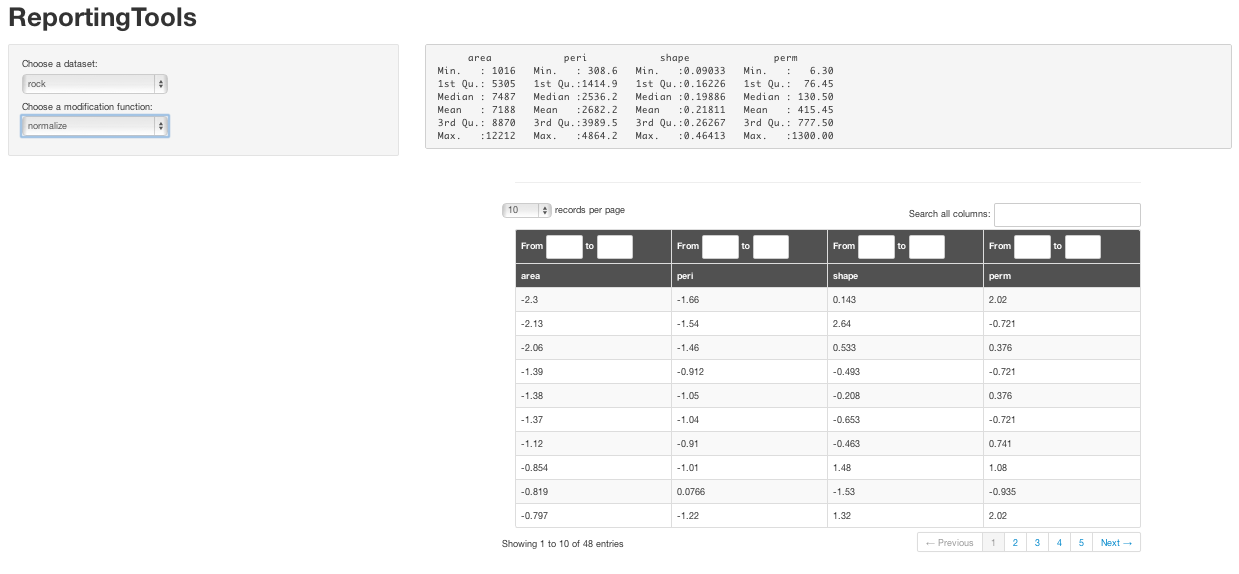 ReportingTools
Choose a dataset:
rock
Choose a modification function:
normalize
area peri shape perm
Min. : 1016 Min. : 308.6 Min. :0.09033 Min. : 6.30
1st Qu.: 5305 1st Qu.:1414.9 1st Qu.:0.16226 1st Qu.: 76.45
Median : 7487 Median :2536.2 Median :0.19886 Median : 130.50
Mean : 7188 Mean :2682.2 Mean :0.21811 Mean : 415.45
3rd Qu.: 8870 3rd Qu.:3989.5 3rd Qu.:0.26267 3rd Qu.: 777.50
Max. :12212 Max. :4864.2 Max. :0.46413 Max. :1300.00
10 records per page
Search all columns:
From to From to From to From to
area peri shape perm
-2.3 -1.66 0.143 2.02
-2.13 -1.54 2.64 -0.721
-2.06 -1.46 0.533 0.376
-1.39 -0.912 -0.493 -0.721
-1.38 -1.05 -0.208 0.376
-1.37 -1.04 -0.653 -0.721
-1.12 -0.91 -0.463 0.741
-0.854 -1.01 1.48 1.08
-0.819 0.0766 -1.53 -0.935
-0.797 -1.22 1.32 2.02
Showing 1 to 10 of 48 entries
← Previous 1 2 3 4 5 Next →